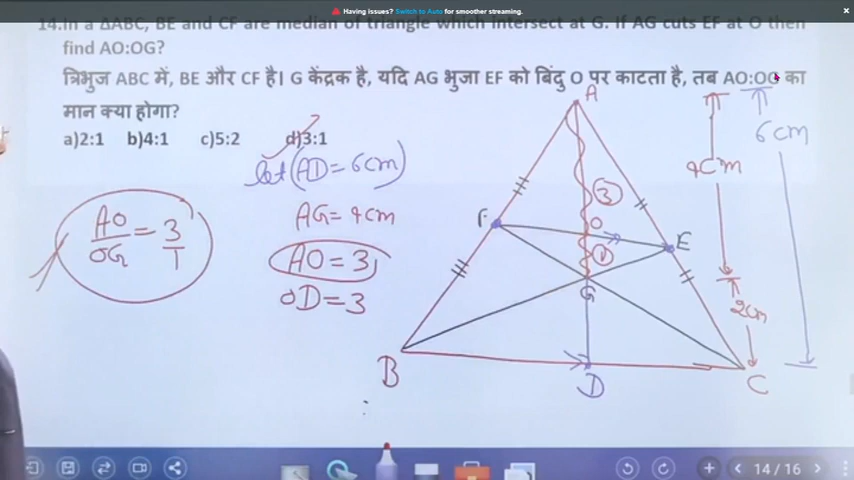 Having issues? Switch to Auto for smoother streaming.
14.In a ΔABC, BE and CF are median of triangle which intersect at G. If AG cuts EF at O then
find AO:OG?
त्रिभुज ABC में, BE और CF है। G केंद्रक है, यदि AG भुजा EF को बिंदु O पर काटता है, तब AO:OG का
मान क्या होगा?
a)2:1 b)4:1 c)5:2 d)3:1
let (AD = 6cm)
AG = 4cm
AO = 3
OD = 3
AO/OG = 3/1
A
F
3
O
E
1
G
B
D
C
4cm
6cm
2cm
14 / 16